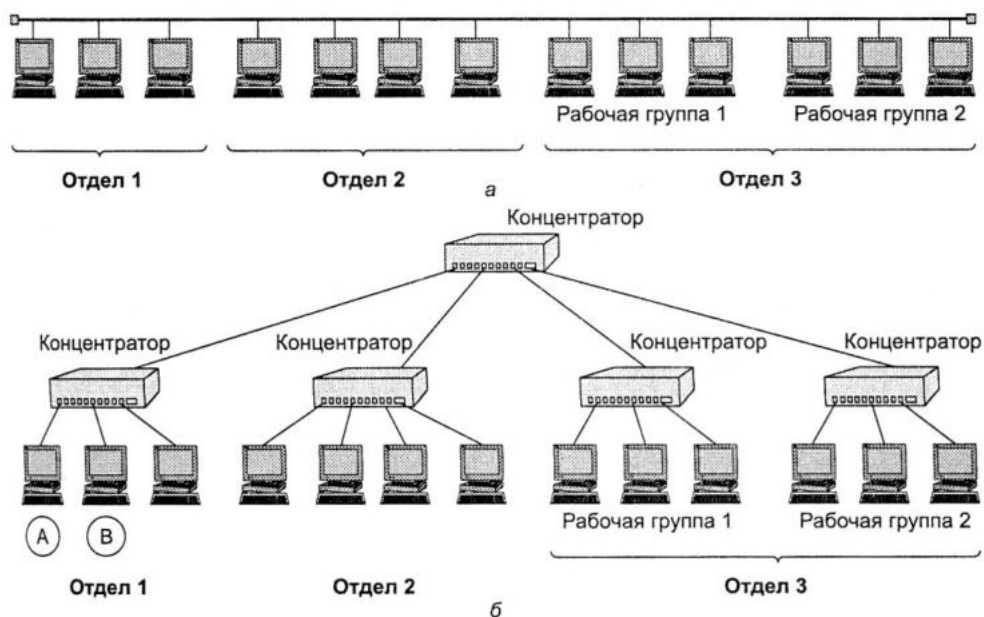 Рабочая группа 1 Рабочая группа 2
Отдел 1 Отдел 2 Отдел 3
а
Концентратор
Концентратор Концентратор Концентратор Концентратор
Рабочая группа 1 Рабочая группа 2
A B
Отдел 1 Отдел 2 Отдел 3
б